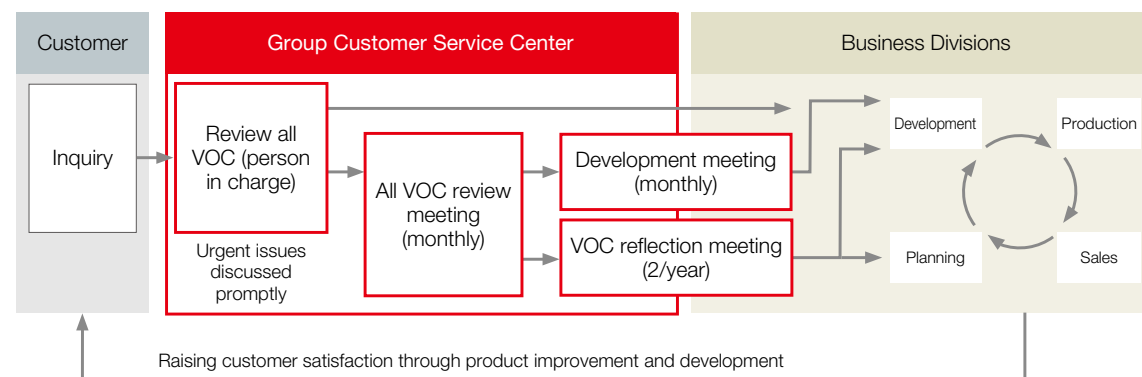 Customer
Group Customer Service Center
Business Divisions
Inquiry
Review all
VOC (person
in charge)
Urgent issues
discussed
promptly
All VOC review
meeting
(monthly)
Development meeting
(monthly)
VOC reflection meeting
(2/year)
Development
Production
Planning
Sales
Raising customer satisfaction through product improvement and development